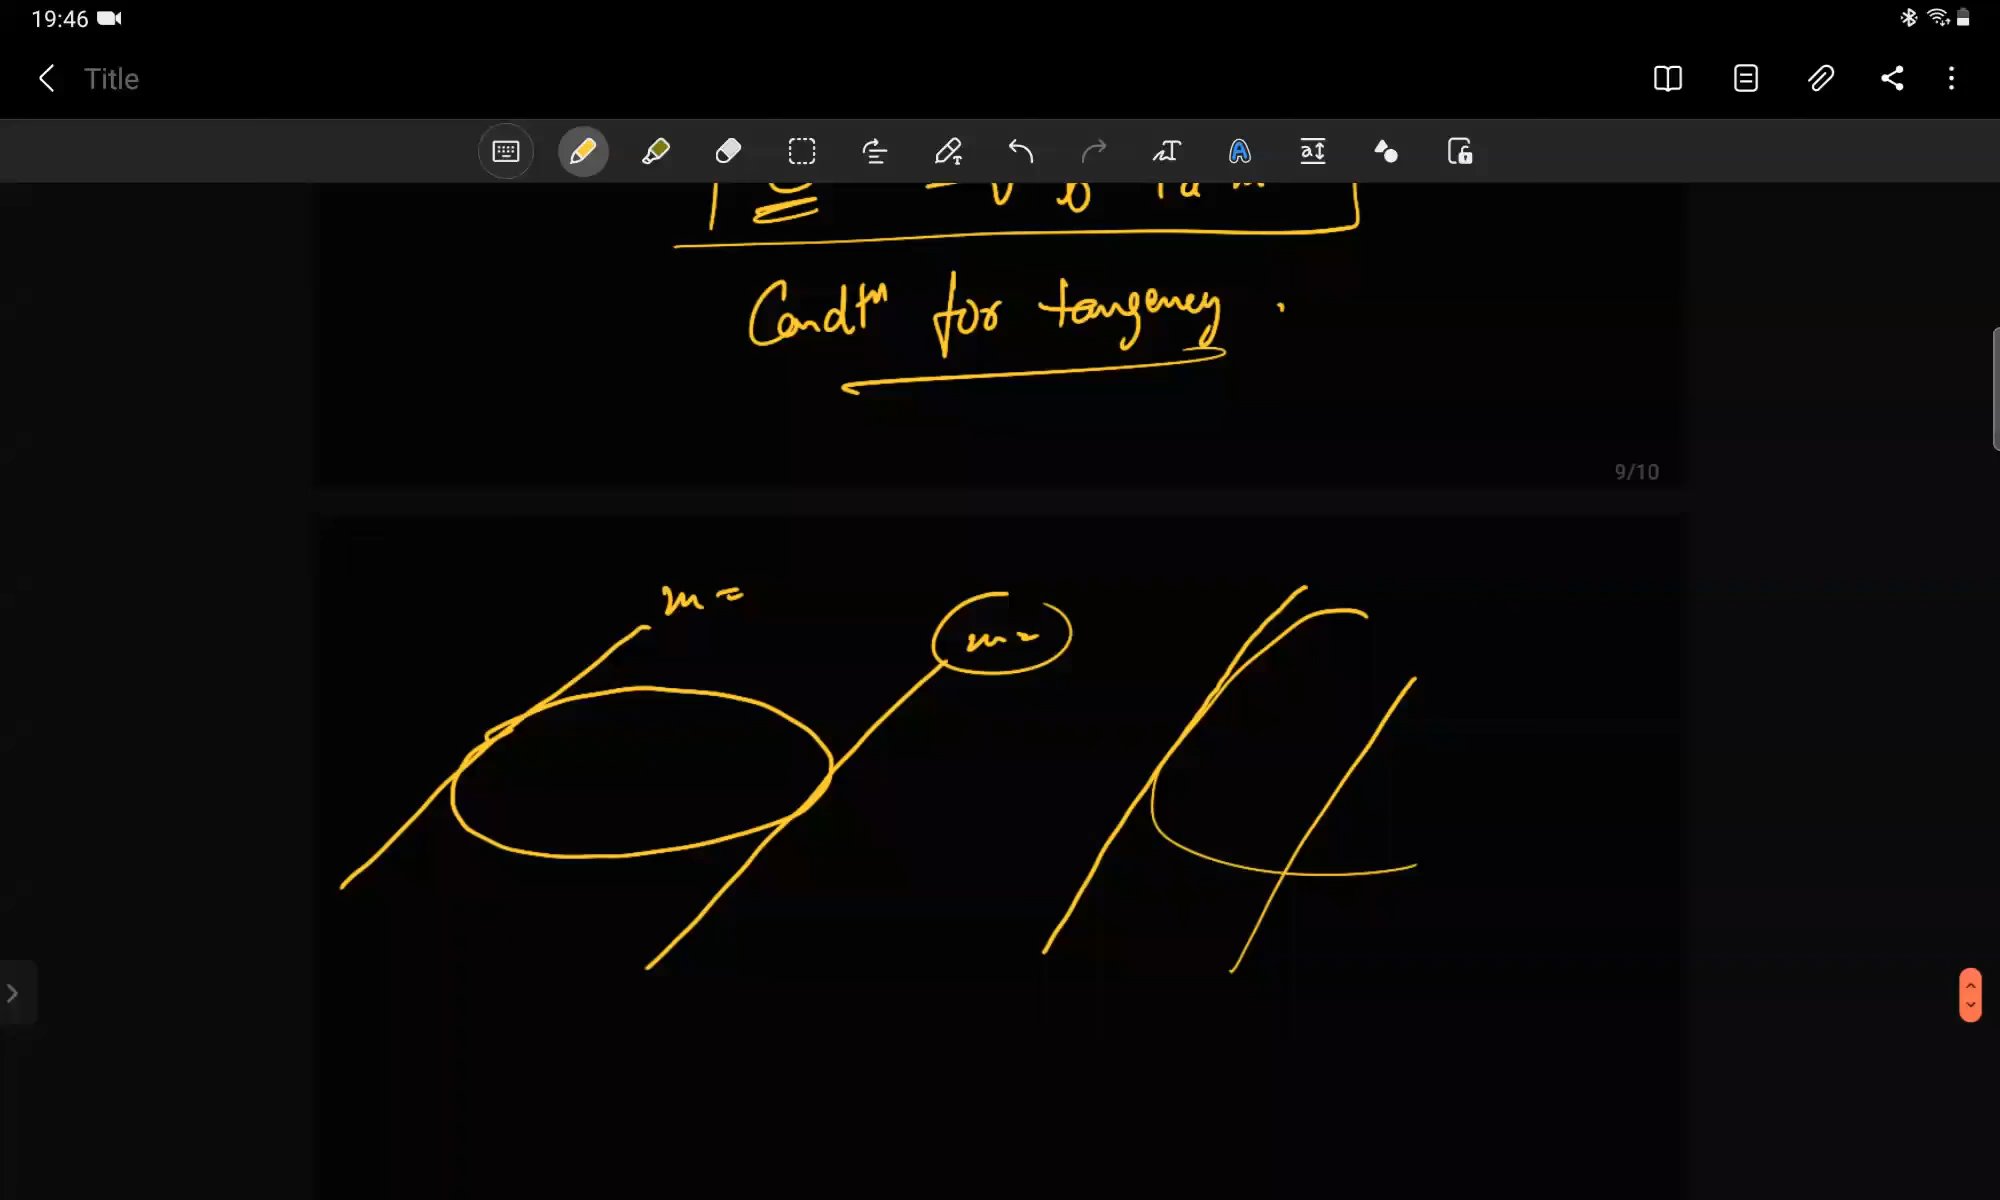 19:46
Title
Condtn for tangency .
9/10
m =
m =